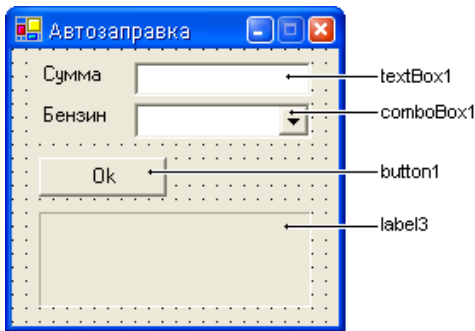 Автозаправка
Сумма
textBox1
Бензин
comboBox1
Ok
button1
label3